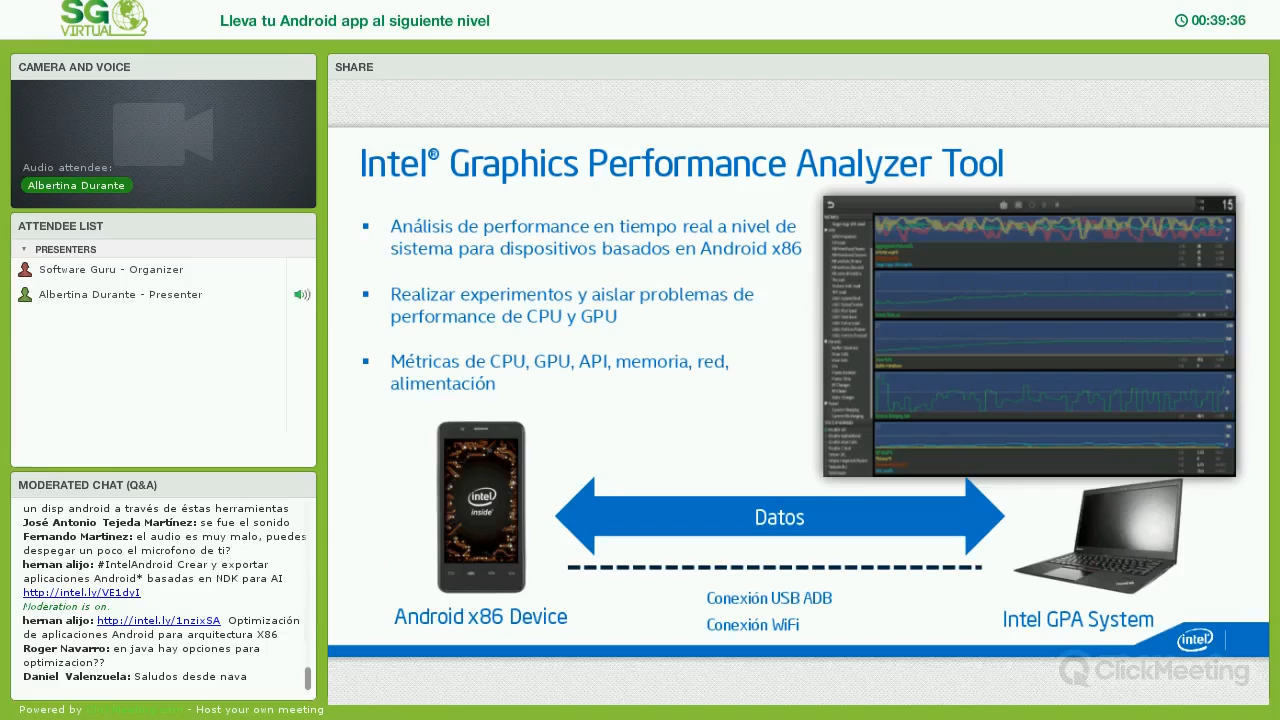 SG
VIRTUAL
Lleva tu Android app al siguiente nivel
00:39:36
CAMERA AND VOICE
Audio attendee:
Albertina Durante
ATTENDEE LIST
PRESENTERS
Software Guru - Organizer
Albertina Durante - Presenter
MODERATED CHAT (Q&A)
un disp android a través de éstas herramientas
José Antonio Tejeda Martínez: se fue el sonido
Fernando Martinez: el audio es muy malo, puedes
despegar un poco el microfono de ti?
hernan alijo: #IntelAndroid Crear y exportar
aplicaciones Android* basadas en NDK para AI
http://intel.ly/VE1dyI
Moderation is on.
hernan alijo: http://intel.ly/1nzixSA Optimización
de aplicaciones Android para arquitectura X86
Roger Navarro: en java hay opciones para
optimizacion??
Daniel Valenzuela: Saludos desde nava
Powered by - Host your own meeting
SHARE
Intel® Graphics Performance Analyzer Tool
Análisis de performance en tiempo real a nivel de
sistema para dispositivos basados en Android x86
Realizar experimentos y aislar problemas de
performance de CPU y GPU
Métricas de CPU, GPU, API, memoria, red,
alimentación
15
intel
inside
Datos
Conexión USB ADB
Conexión WiFi
Android x86 Device
Intel GPA System
intel
ClickMeeting